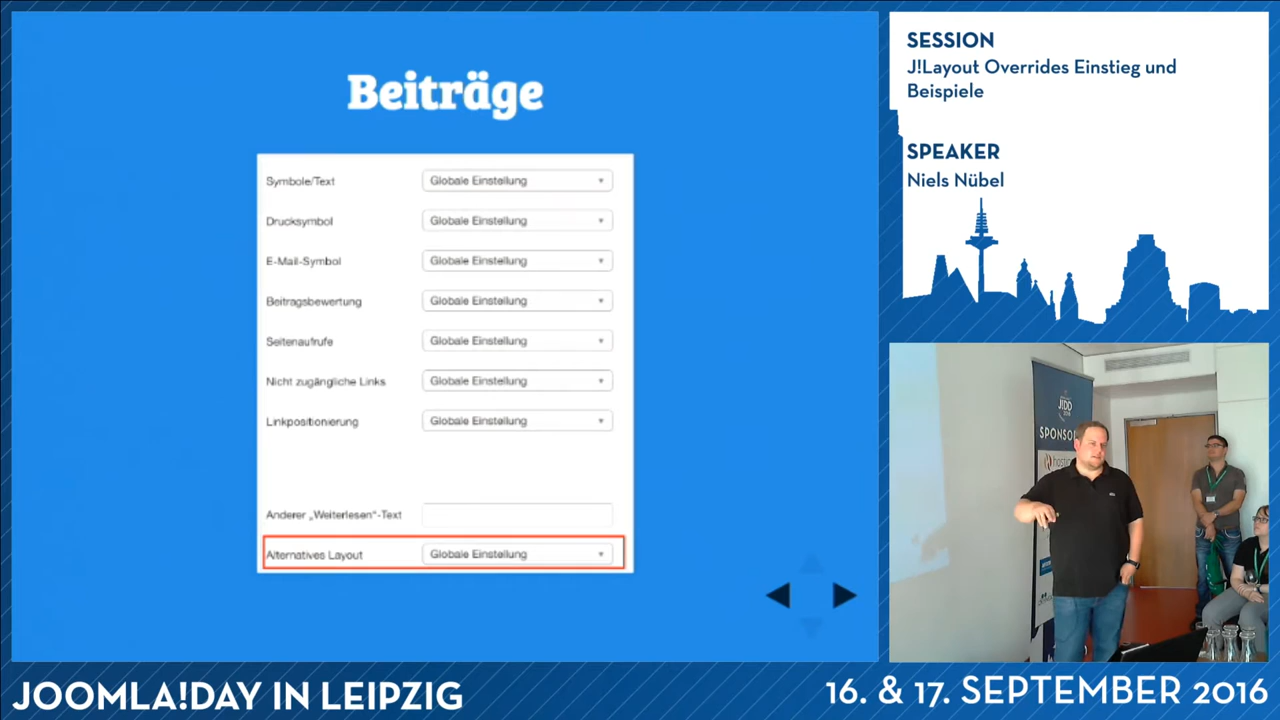 Beiträge
Symbole/Text Globale Einstellung
Drucksymbol Globale Einstellung
E-Mail-Symbol Globale Einstellung
Beitragsbewertung Globale Einstellung
Seitenaufrufe Globale Einstellung
Nicht zugängliche Links Globale Einstellung
Linkpositionierung Globale Einstellung
Anderer „Weiterlesen“-Text
Alternatives Layout Globale Einstellung
SESSION
J!Layout Overrides Einstieg und
Beispiele
SPEAKER
Niels Nübel
SPONSO
JOOMLA!DAY IN LEIPZIG
16. & 17. SEPTEMBER 2016